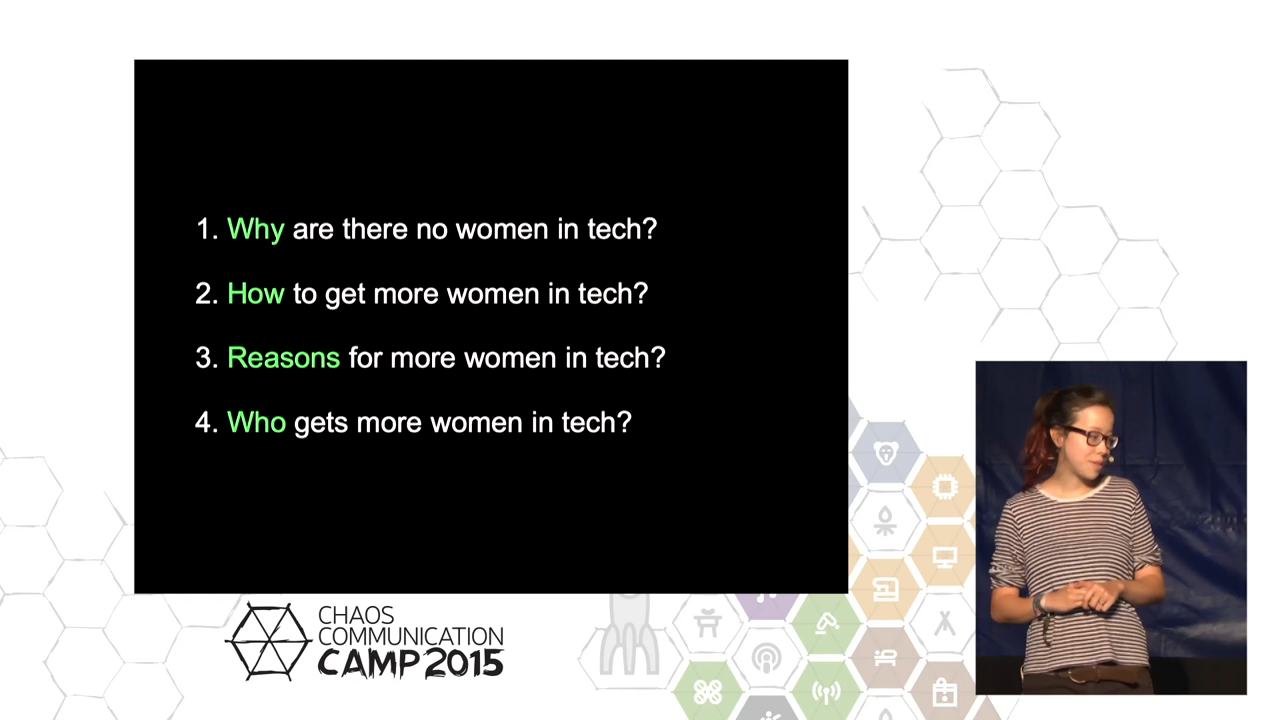 1. Why are there no women in tech?
2. How to get more women in tech?
3. Reasons for more women in tech?
4. Who gets more women in tech?
CHAOS
COMMUNICATION
CAMP 2015